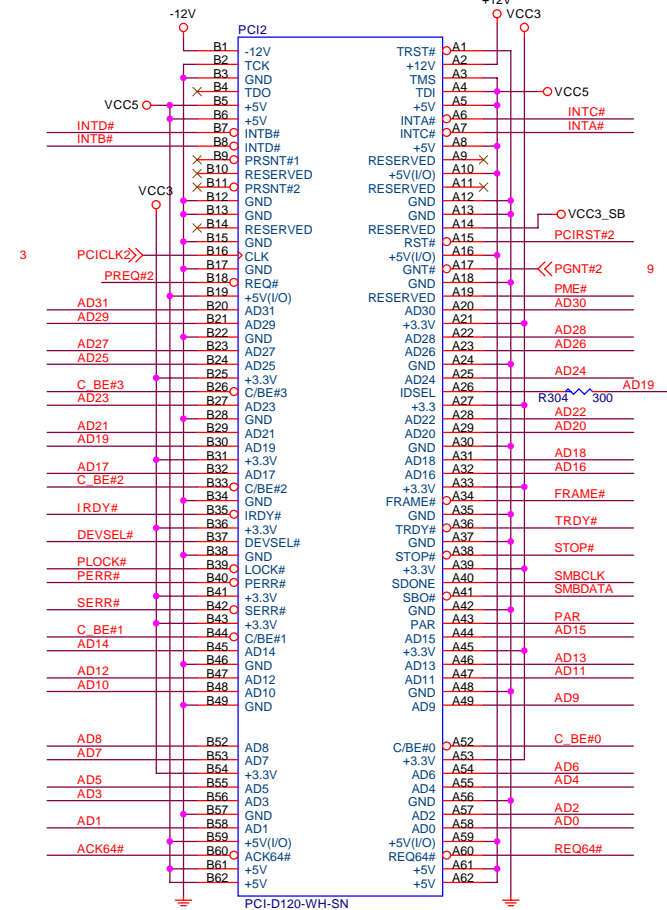 -12V +12V
PCI2 VCC3
B1 -12V TRST# A1
B2 TCK +12V A2
B3 GND TMS A3
B4 TDO TDI A4 VCC5
VCC5 B5 +5V +5V A5
B6 +5V INTA# A6 INTC#
INTD# B7 INTB# INTC# A7 INTA#
INTB# B8 INTD# +5V A8
B9 PRSNT#1 RESERVED A9
B10 RESERVED +5V(I/O) A10
VCC3 B11 PRSNT#2 RESERVED A11
B12 GND GND A12
B13 GND GND A13
B14 RESERVED RESERVED A14 VCC3_SB
B15 GND RST# A15 PCIRST#2
3 PCICLK2 B16 CLK +5V(I/O) A16
B17 GND GNT# A17 PGNT#2 9
PREQ#2 B18 REQ# GND A18
B19 +5V(I/O) RESERVED A19 PME#
AD31 B20 AD31 AD30 A20 AD30
AD29 B21 AD29 +3.3V A21
B22 GND AD28 A22 AD28
AD27 B23 AD27 AD26 A23 AD26
AD25 B24 AD25 GND A24
B25 +3.3V AD24 A25 AD24
C_BE#3 B26 C/BE#3 IDSEL A26 R304 300 AD19
AD23 B27 AD23 +3.3 A27
B28 GND AD22 A28 AD22
AD21 B29 AD21 AD20 A29 AD20
AD19 B30 AD19 GND A30
B31 +3.3V AD18 A31 AD18
AD17 B32 AD17 AD16 A32 AD16
C_BE#2 B33 C/BE#2 +3.3V A33
B34 GND FRAME# A34 FRAME#
IRDY# B35 IRDY# GND A35
B36 +3.3V TRDY# A36 TRDY#
DEVSEL# B37 DEVSEL# GND A37
B38 GND STOP# A38 STOP#
PLOCK# B39 LOCK# +3.3V A39
PERR# B40 PERR# SDONE A40 SMBCLK
B41 +3.3V SBO# A41 SMBDATA
SERR# B42 SERR# GND A42
B43 +3.3V PAR A43 PAR
C_BE#1 B44 C/BE#1 AD15 A44 AD15
AD14 B45 AD14 +3.3V A45
B46 GND AD13 A46 AD13
AD12 B47 AD12 AD11 A47 AD11
AD10 B48 AD10 GND A48
B49 GND AD9 A49 AD9
AD8 B52 AD8 C/BE#0 A52 C_BE#0
AD7 B53 AD7 +3.3V A53
B54 +3.3V AD6 A54 AD6
AD5 B55 AD5 AD4 A55 AD4
AD3 B56 AD3 GND A56
B57 GND AD2 A57 AD2
AD1 B58 AD1 AD0 A58 AD0
B59 +5V(I/O) +5V(I/O) A59
ACK64# B60 ACK64# REQ64# A60 REQ64#
B61 +5V +5V A61
B62 +5V +5V A62
PCI-D120-WH-SN